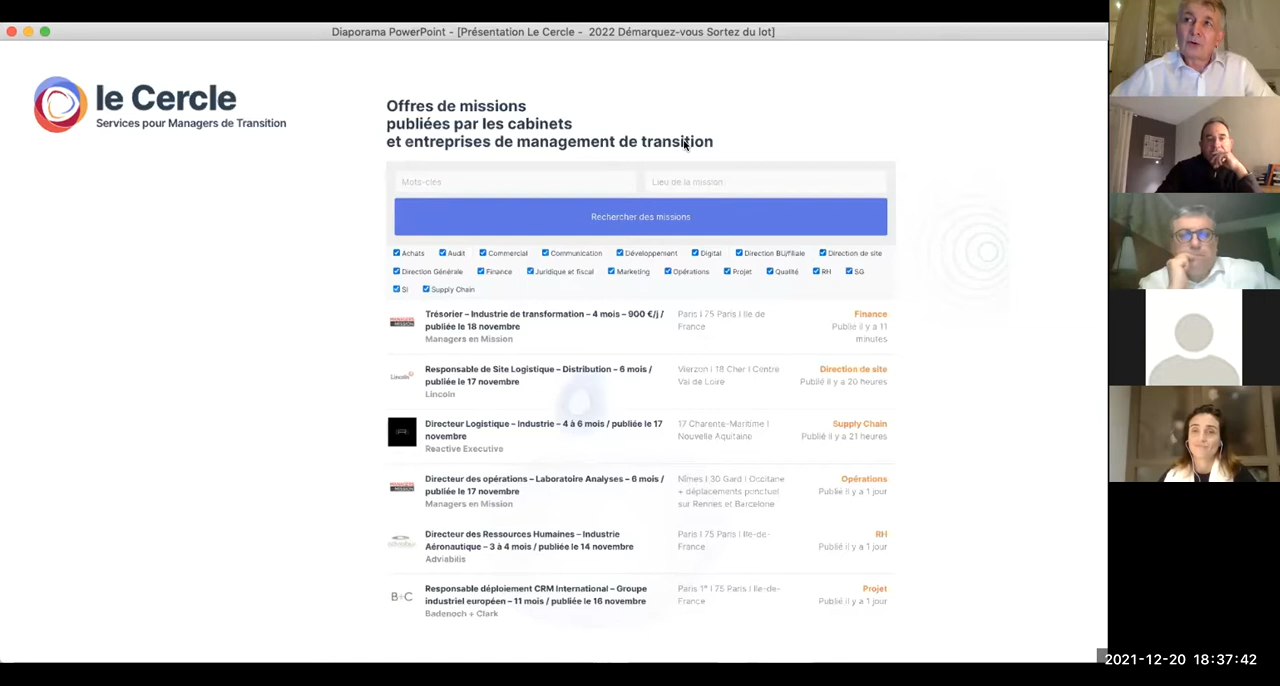 Diaporama PowerPoint - [Présentation Le Cercle - 2022 Démarquez-vous Sortez du lot]
le Cercle
Services pour Managers de Transition
Offres de missions
publiées par les cabinets
et entreprises de management de transition
Mots-clés
Lieu de la mission
Rechercher des missions
Achats Audit Commercial Communication Développement Digital Direction BU/filiale Direction de site
Direction Générale Finance Juridique et fiscal Marketing Opérations Projet Qualité RH SG
SI Supply Chain
Trésorier – Industrie de transformation – 4 mois – 900 €/j /
publiée le 18 novembre
Managers en Mission
Paris I 75 Paris I Ile de
France
Finance
Publié il y a 11
minutes
Responsable de Site Logistique – Distribution – 6 mois /
publiée le 17 novembre
Lincoln
Vierzon I 18 Cher I Centre
Val de Loire
Direction de site
Publié il y a 20 heures
Lincoln
Directeur Logistique – Industrie – 4 à 6 mois / publiée le 17
novembre
Reactive Executive
17 Charente-Maritime I
Nouvelle Aquitaine
Supply Chain
Publié il y a 21 heures
Directeur des opérations – Laboratoire Analyses – 6 mois /
publiée le 17 novembre
Managers en Mission
Nîmes I 30 Gard I Occitanie
+ déplacements ponctuel
sur Rennes et Barcelone
Opérations
Publié il y a 1 jour
Directeur des Ressources Humaines – Industrie
Aéronautique – 3 à 4 mois / publiée le 14 novembre
Adviabilis
Paris I 75 Paris I Ile-de-
France
RH
Publié il y a 1 jour
B+C
Responsable déploiement CRM International – Groupe
industriel européen – 11 mois / publiée le 16 novembre
Badenoch + Clark
Paris 1° I 75 Paris I Ile-de-
France
Projet
Publié il y a 1 jour
2021-12-20 18:37:42